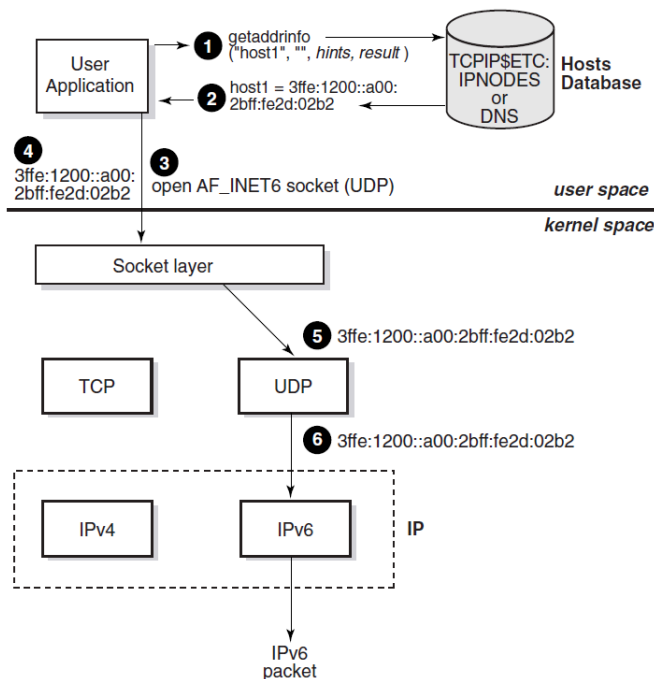 1 getaddrinfo
("host1", "", hints, result )
User
Application
TCPIP$ETC:
IPNODES
or
DNS
Hosts
Database
2 host1 = 3ffe:1200::a00:
2bff:fe2d:02b2
4
3ffe:1200::a00:
2bff:fe2d:02b2
3
open AF_INET6 socket (UDP)
user space
kernel space
Socket layer
5 3ffe:1200::a00:2bff:fe2d:02b2
TCP
UDP
6 3ffe:1200::a00:2bff:fe2d:02b2
IPv4
IPv6
IP
IPv6
packet